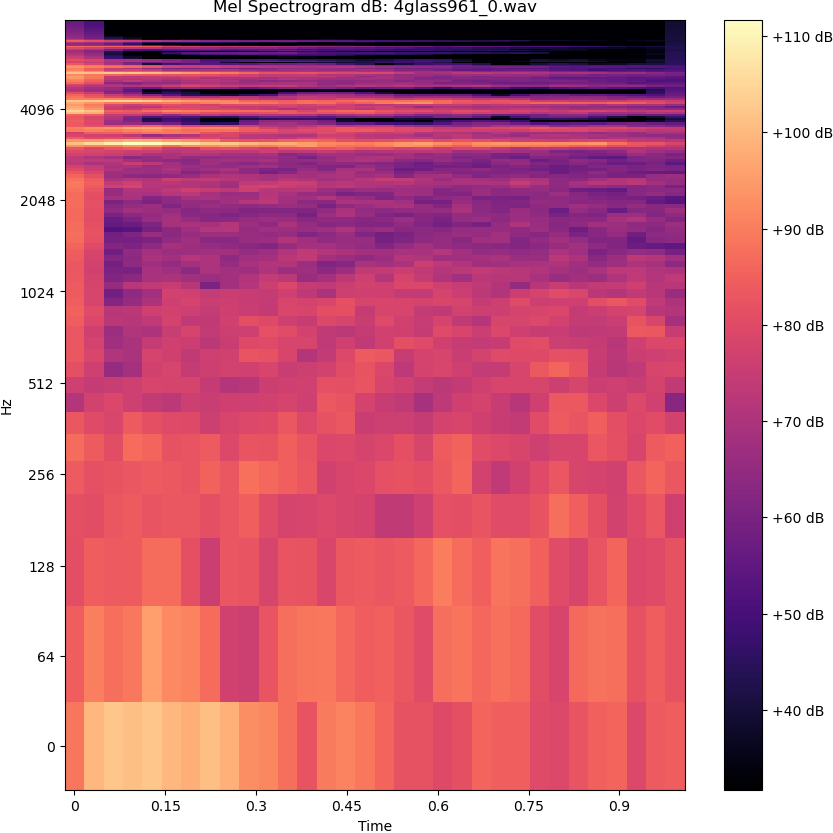 Mel Spectrogram dB: 4glass961_0.wav
+110 dB
4096
+100 dB
2048
+90 dB
1024
+80 dB
512
Hz
+70 dB
256
+60 dB
128
+50 dB
64
+40 dB
0
0 0.15 0.3 0.45 0.6 0.75 0.9
Time